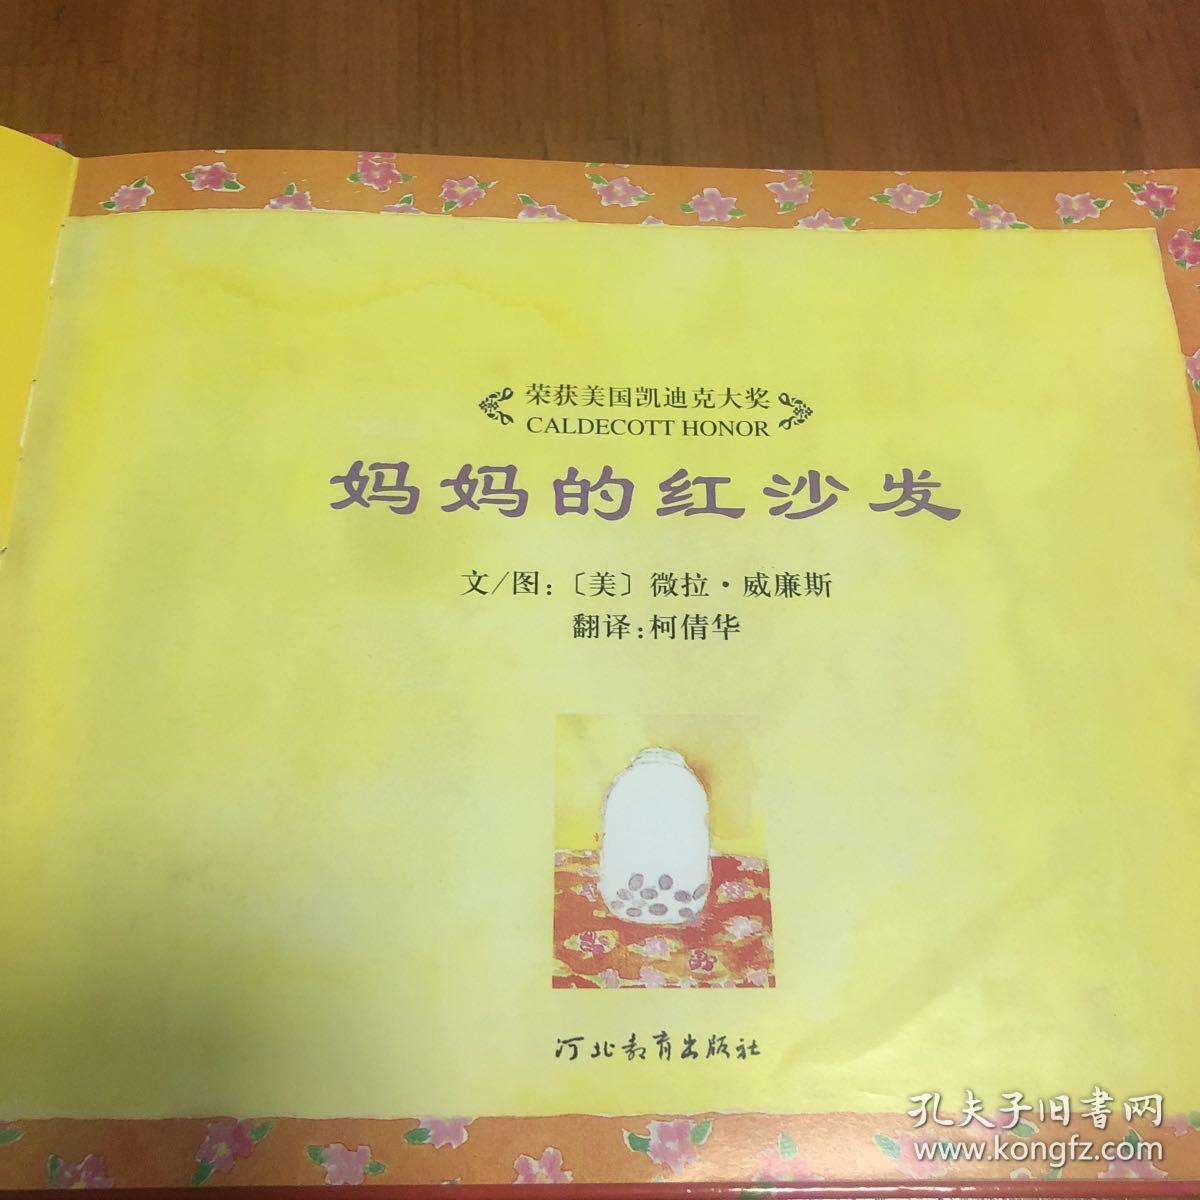 荣获美国凯迪克大奖
CALDECOTT HONOR
妈妈的红沙发
文/图:〔美〕微拉·威廉斯
翻译:柯倩华
河北教育出版社
孔夫子旧书网
www.kongfz.com